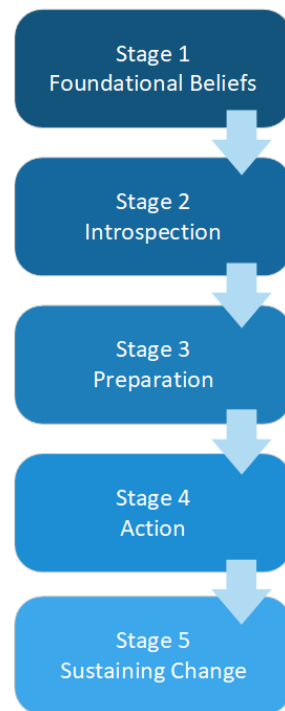 Stage 1
Foundational Beliefs
Stage 2
Introspection
Stage 3
Preparation
Stage 4
Action
Stage 5
Sustaining Change